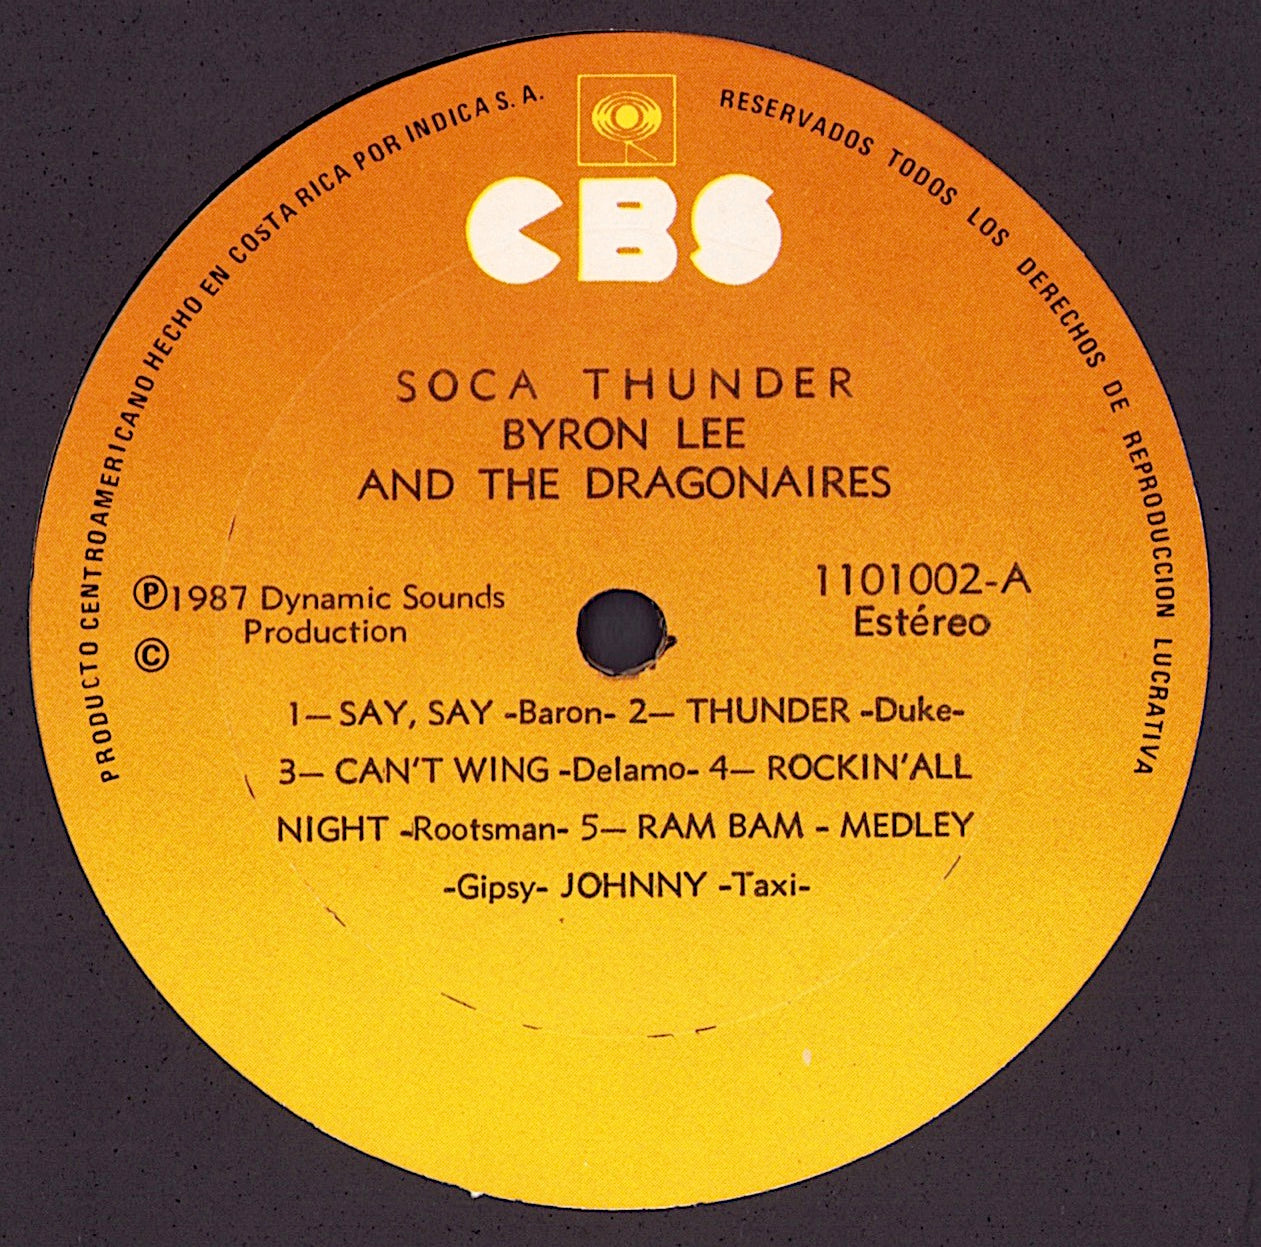 PRODUCTO CENTROAMERICANO HECHO EN COSTA RICA POR INDICA S. A.
RESERVADOS TODOS LOS DERECHOS DE REPRODUCCION LUCRATIVA
CBS
SOCA THUNDER
BYRON LEE
AND THE DRAGONAIRES
Ⓟ1987 Dynamic Sounds
Production
©
1101002-A
Estéreo
1— SAY, SAY -Baron- 2— THUNDER -Duke-
3— CAN'T WING -Delamo- 4— ROCKIN'ALL
NIGHT -Rootsman- 5— RAM BAM - MEDLEY
-Gipsy- JOHNNY -Taxi-